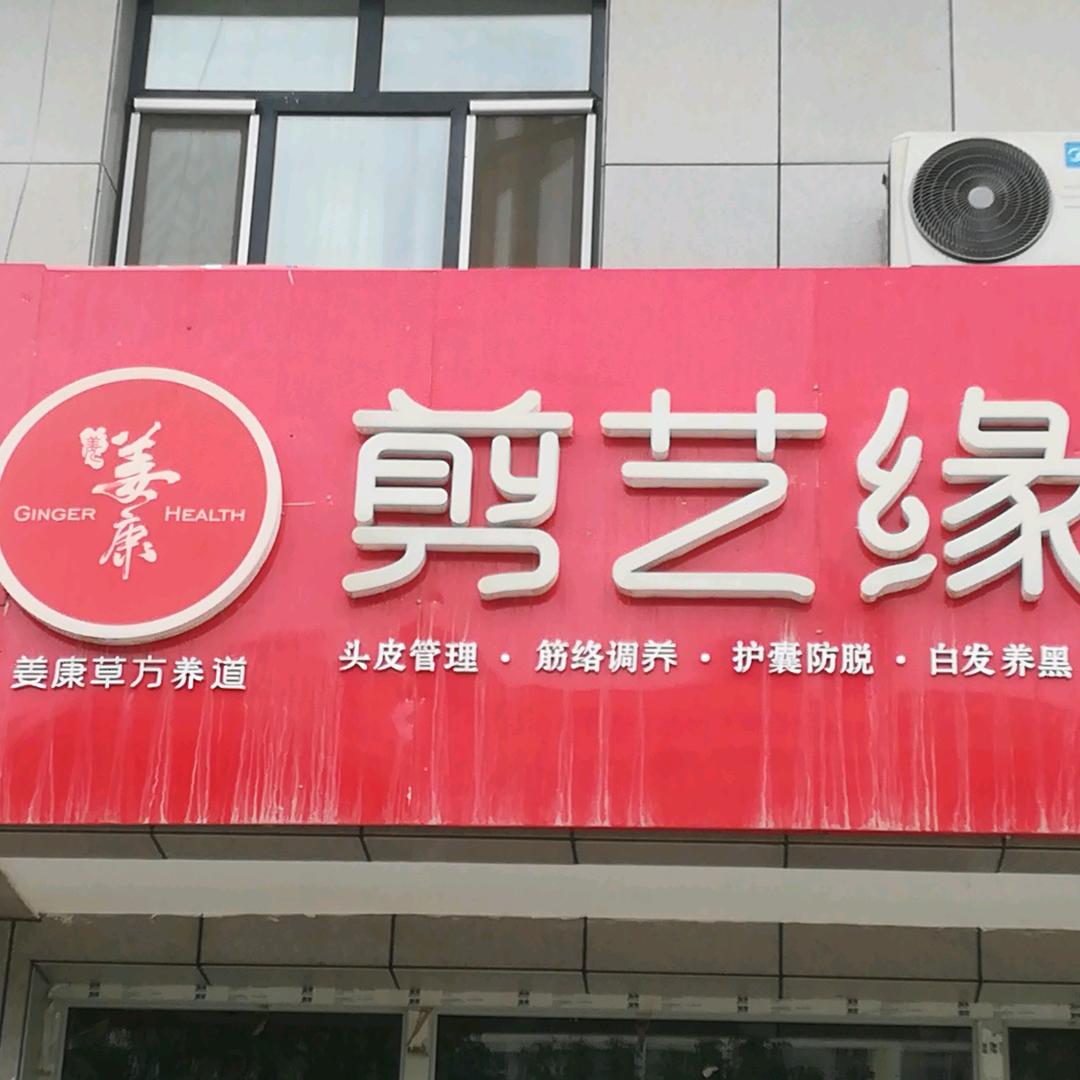 姜
康
GINGER HEALTH
姜康草方养道
剪艺缘
头皮管理·筋络调养·护囊防脱·白发养黑